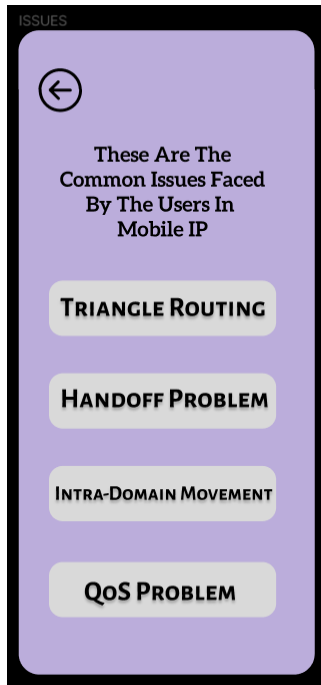 ISSUES
These Are The
Common Issues Faced
By The Users In
Mobile IP
Triangle Routing
Handoff Problem
Intra-Domain Movement
QoS Problem